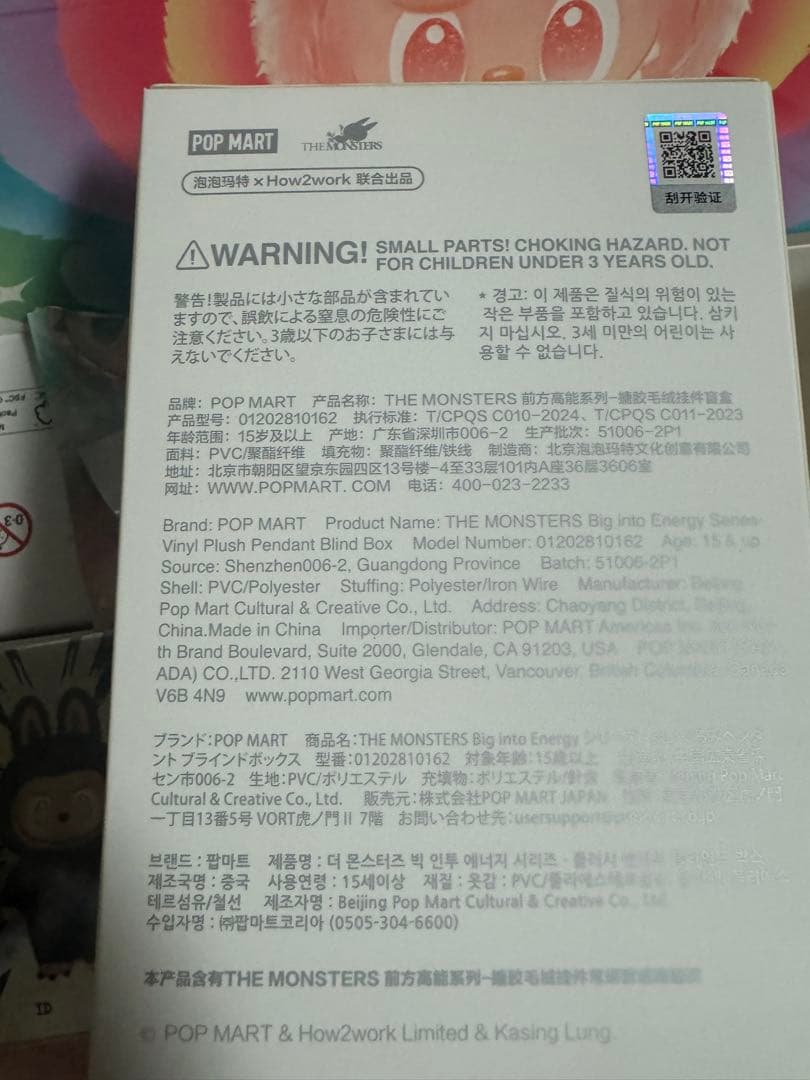 POP MART
THE MONSTERS
泡泡玛特×How2work 联合出品
刮开验证
WARNING! SMALL PARTS! CHOKING HAZARD. NOT
FOR CHILDREN UNDER 3 YEARS OLD.
警告!製品には小さな部品が含まれてい
ますので、誤飲による窒息の危険性にご
注意ください。3歳以下のお子さまには与
えないでください。
* 경고: 이 제품은 질식의 위험이 있는
작은 부품을 포함하고 있습니다. 삼키
지 마십시오. 3세 미만의 어린이는 사
용할 수 없습니다.
品牌： POP MART 产品名称： THE MONSTERS 前方高能系列-搪胶毛绒挂件盲盒
产品型号：01202810162 执行标准：T/CPQS C010-2024、T/CPQS C011-2023
年龄范围：15岁及以上 产地：广东省深圳市006-2 生产批次：51006-2P1
面料：PVC/聚酯纤维 填充物：聚酯纤维/铁线 制造商：北京泡泡玛特文化创意有限公司
地址：北京市朝阳区望京东园四区13号楼-4至33层101内A座36层3606室
网址：WWW.POPMART. COM 电话：400-023-2233
Brand: POP MART Product Name: THE MONSTERS Big into Energy Series
Vinyl Plush Pendant Blind Box Model Number: 01202810162 Age: 15 & up
Source: Shenzhen006-2, Guangdong Province Batch: 51006-2P1
Shell: PVC/Polyester Stuffing: Polyester/Iron Wire Manufacturer: Beijing
Pop Mart Cultural & Creative Co., Ltd. Address: Chaoyang District, Beijing,
China.Made in China Importer/Distributor: POP MART Americas Inc.
th Brand Boulevard, Suite 2000, Glendale, CA 91203, USA POP MART
ADA) CO.,LTD. 2110 West Georgia Street, Vancouver, British Columbia, Canada
V6B 4N9 www.popmart.com
ブランド：POP MART 商品名：THE MONSTERS Big into Energy シリーズ
ント ブラインドボックス 型番：01202810162 対象年齢：15歳以上
セン市006-2 生地：PVC/ポリエステル 充填物：ポリエステル Pop Mart
Cultural & Creative Co., Ltd. 販売元：株式会社POP MART JAPAN
一丁目13番5号 VORT虎ノ門Ⅱ 7階 お問い合わせ先：usersupport
브랜드 : 팝마트 제품명 : 더 몬스터즈 빅 인투 에너지 시리즈
제조국명 : 중국 사용연령 : 15세이상 재질 : 옷감 : PVC/폴리에스테르섬유
테르섬유/철선 제조자명 : Beijing Pop Mart Cultural & Creative Co., Ltd.
수입자명 : ㈜팝마트코리아 (0505-304-6600)
本产品含有THE MONSTERS 前方高能系列-搪胶毛绒挂件
© POP MART & How2work Limited & Kasing Lung
0-3
ID